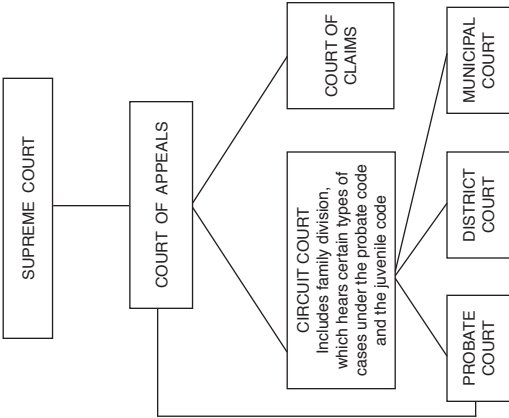 SUPREME COURT
COURT OF APPEALS
COURT OF
CLAIMS
CIRCUIT COURT
Includes family division,
which hears certain types of
cases under the probate code
and the juvenile code
PROBATE
COURT
DISTRICT
COURT
MUNICIPAL
COURT